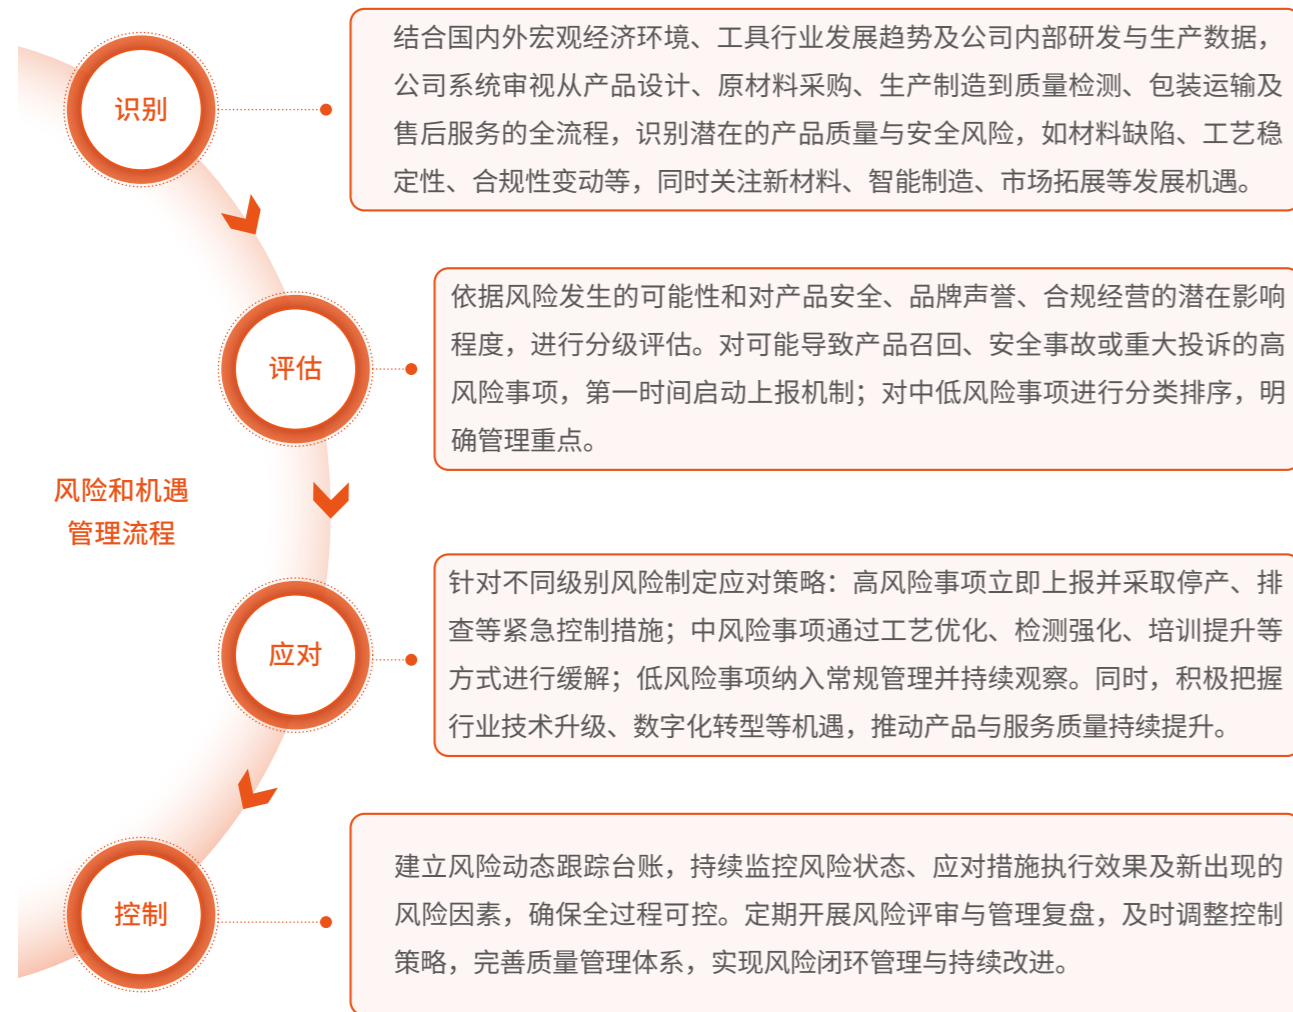 识别
结合国内外宏观经济环境、工具行业发展趋势及公司内部研发与生产数据，
公司系统审视从产品设计、原材料采购、生产制造到质量检测、包装运输及
售后服务的全流程，识别潜在的产品质量与安全风险，如材料缺陷、工艺稳
定性、合规性变动等，同时关注新材料、智能制造、市场拓展等发展机遇。
评估
依据风险发生的可能性和对产品安全、品牌声誉、合规经营的潜在影响
程度，进行分级评估。对可能导致产品召回、安全事故或重大投诉的高
风险事项，第一时间启动上报机制；对中低风险事项进行分类排序，明
确管理重点。
风险和机遇
管理流程
应对
针对不同级别风险制定应对策略：高风险事项立即上报并采取停产、排
查等紧急控制措施；中风险事项通过工艺优化、检测强化、培训提升等
方式进行缓解；低风险事项纳入常规管理并持续观察。同时，积极把握
行业技术升级、数字化转型等机遇，推动产品与服务质量持续提升。
控制
建立风险动态跟踪台账，持续监控风险状态、应对措施执行效果及新出现的
风险因素，确保全过程可控。定期开展风险评审与管理复盘，及时调整控制
策略，完善质量管理体系，实现风险闭环管理与持续改进。